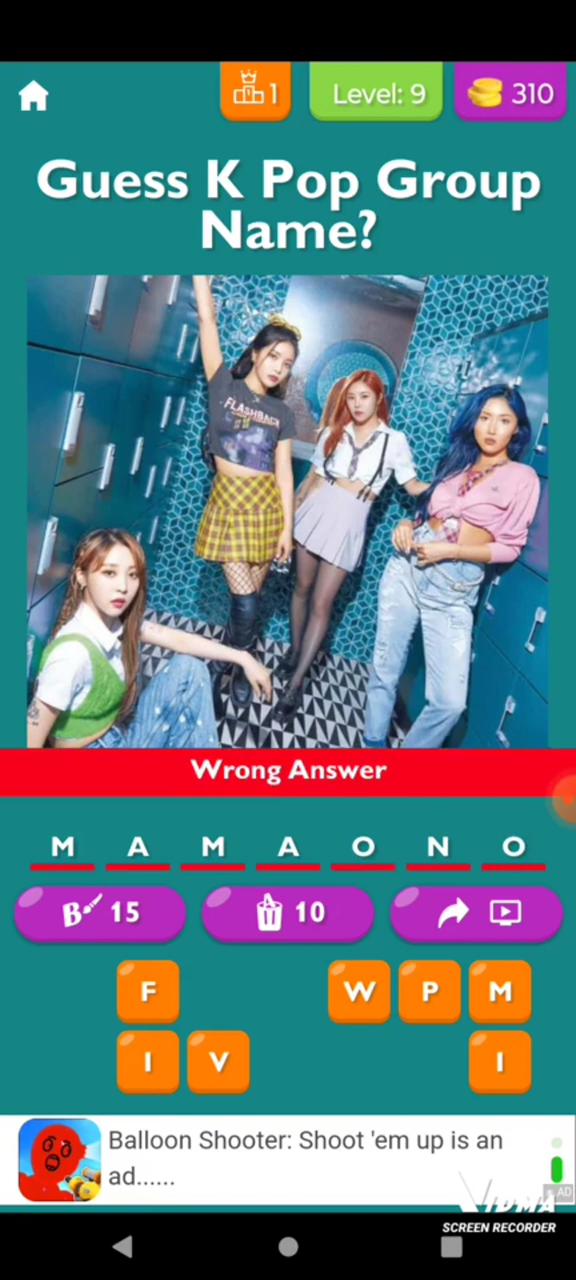 1
Level: 9
310
Guess K Pop Group
Name?
FLASHBACK
Wrong Answer
M A M A O N O
B 15
10
F W P M
I V I
Balloon Shooter: Shoot 'em up is an
ad......
AD
VIDMA
SCREEN RECORDER